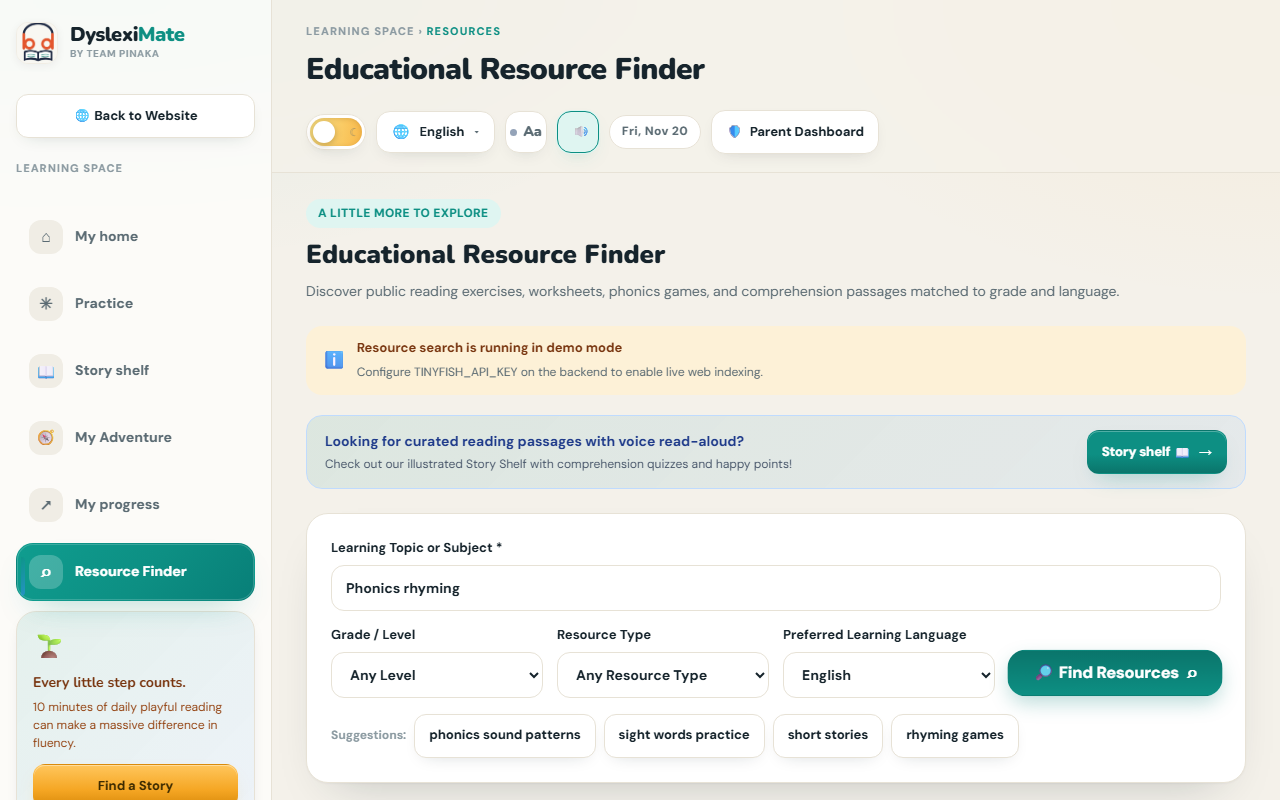 DyslexiMate
BY TEAM PINAKA
Back to Website
LEARNING SPACE
My home
Practice
Story shelf
My Adventure
My progress
Resource Finder
Every little step counts.
10 minutes of daily playful reading
can make a massive difference in
fluency.
Find a Story
LEARNING SPACE › RESOURCES
Educational Resource Finder
English
Aa
Fri, Nov 20
Parent Dashboard
A LITTLE MORE TO EXPLORE
Educational Resource Finder
Discover public reading exercises, worksheets, phonics games, and comprehension passages matched to grade and language.
Resource search is running in demo mode
Configure TINYFISH_API_KEY on the backend to enable live web indexing.
Looking for curated reading passages with voice read-aloud?
Check out our illustrated Story Shelf with comprehension quizzes and happy points!
Story shelf 📖 →
Learning Topic or Subject *
Phonics rhyming
Grade / Level
Resource Type
Preferred Learning Language
Any Level
Any Resource Type
English
🔎 Find Resources
Suggestions:
phonics sound patterns
sight words practice
short stories
rhyming games